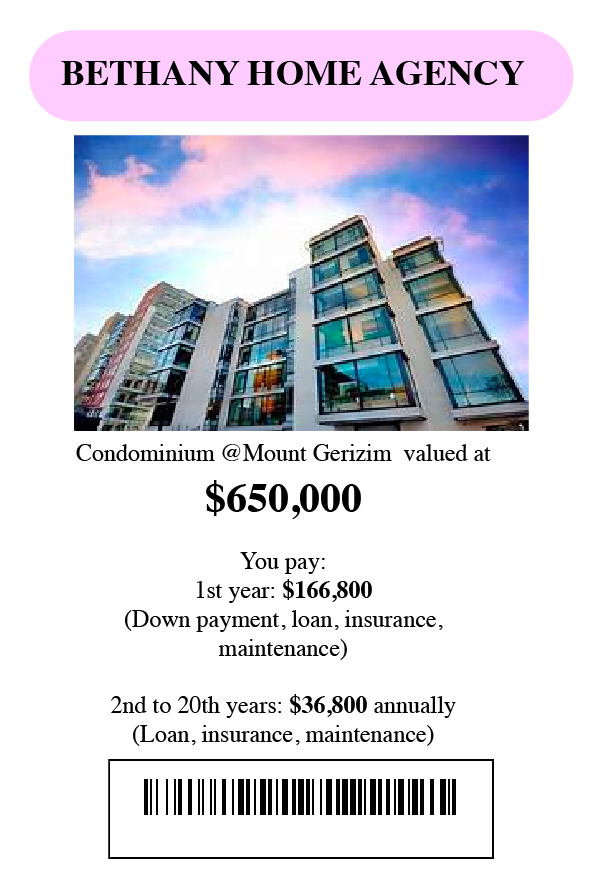 BETHANY HOME AGENCY
Condominium @Mount Gerizim valued at
$650,000
You pay:
1st year: $166,800
(Down payment, loan, insurance,
maintenance)
2nd to 20th years: $36,800 annually
(Loan, insurance, maintenance)